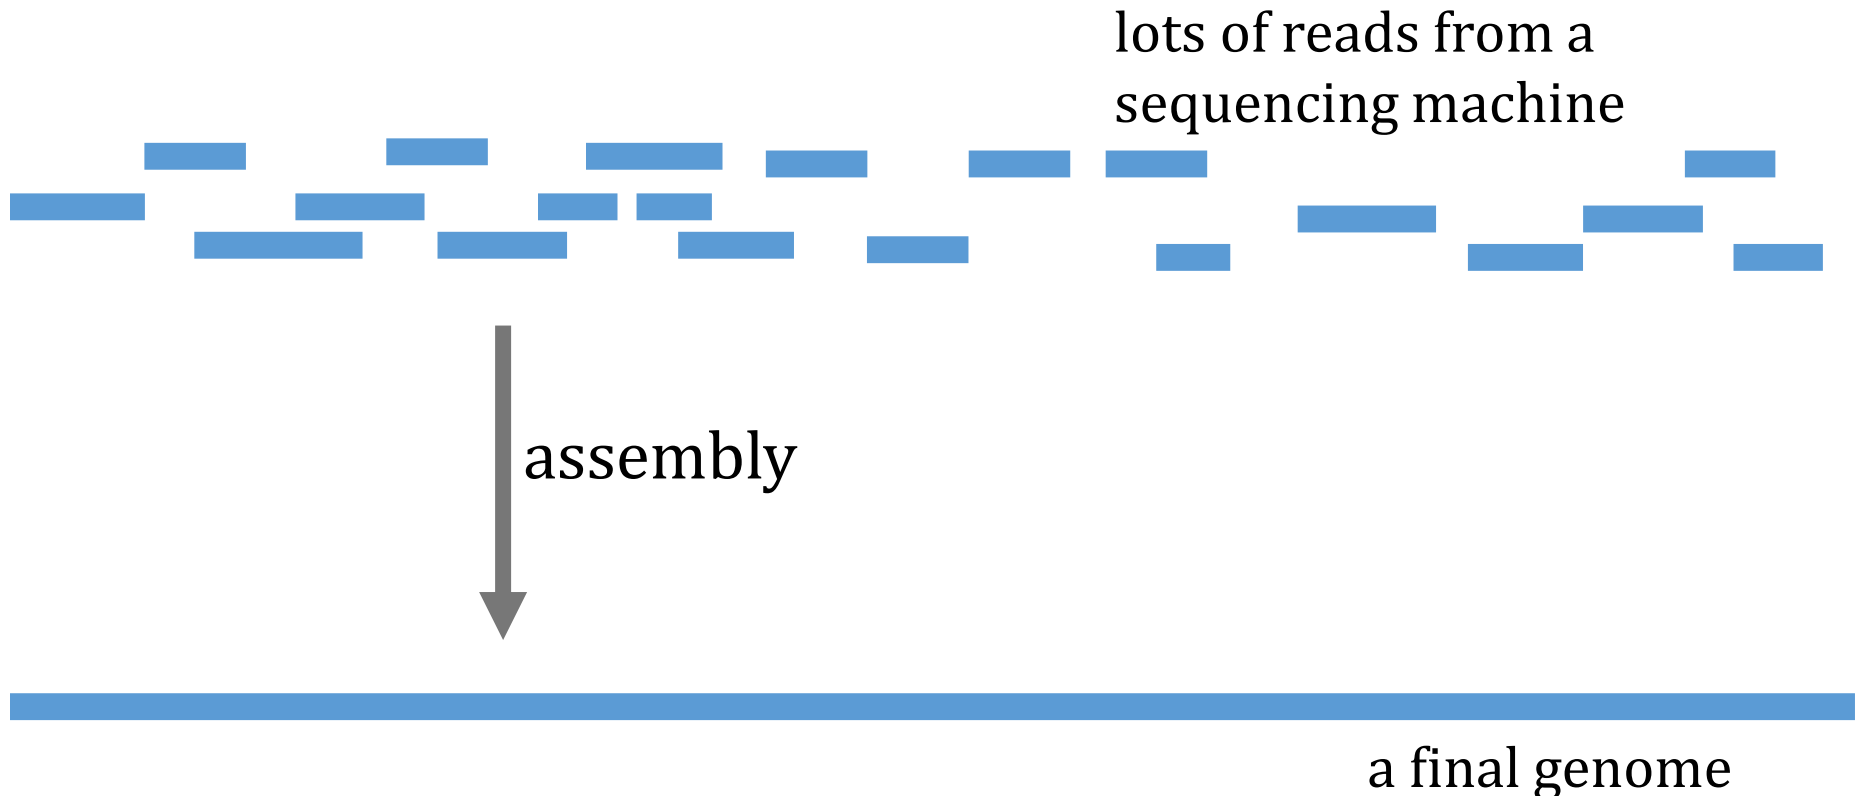 lots of reads from a
sequencing machine
assembly
a final genome